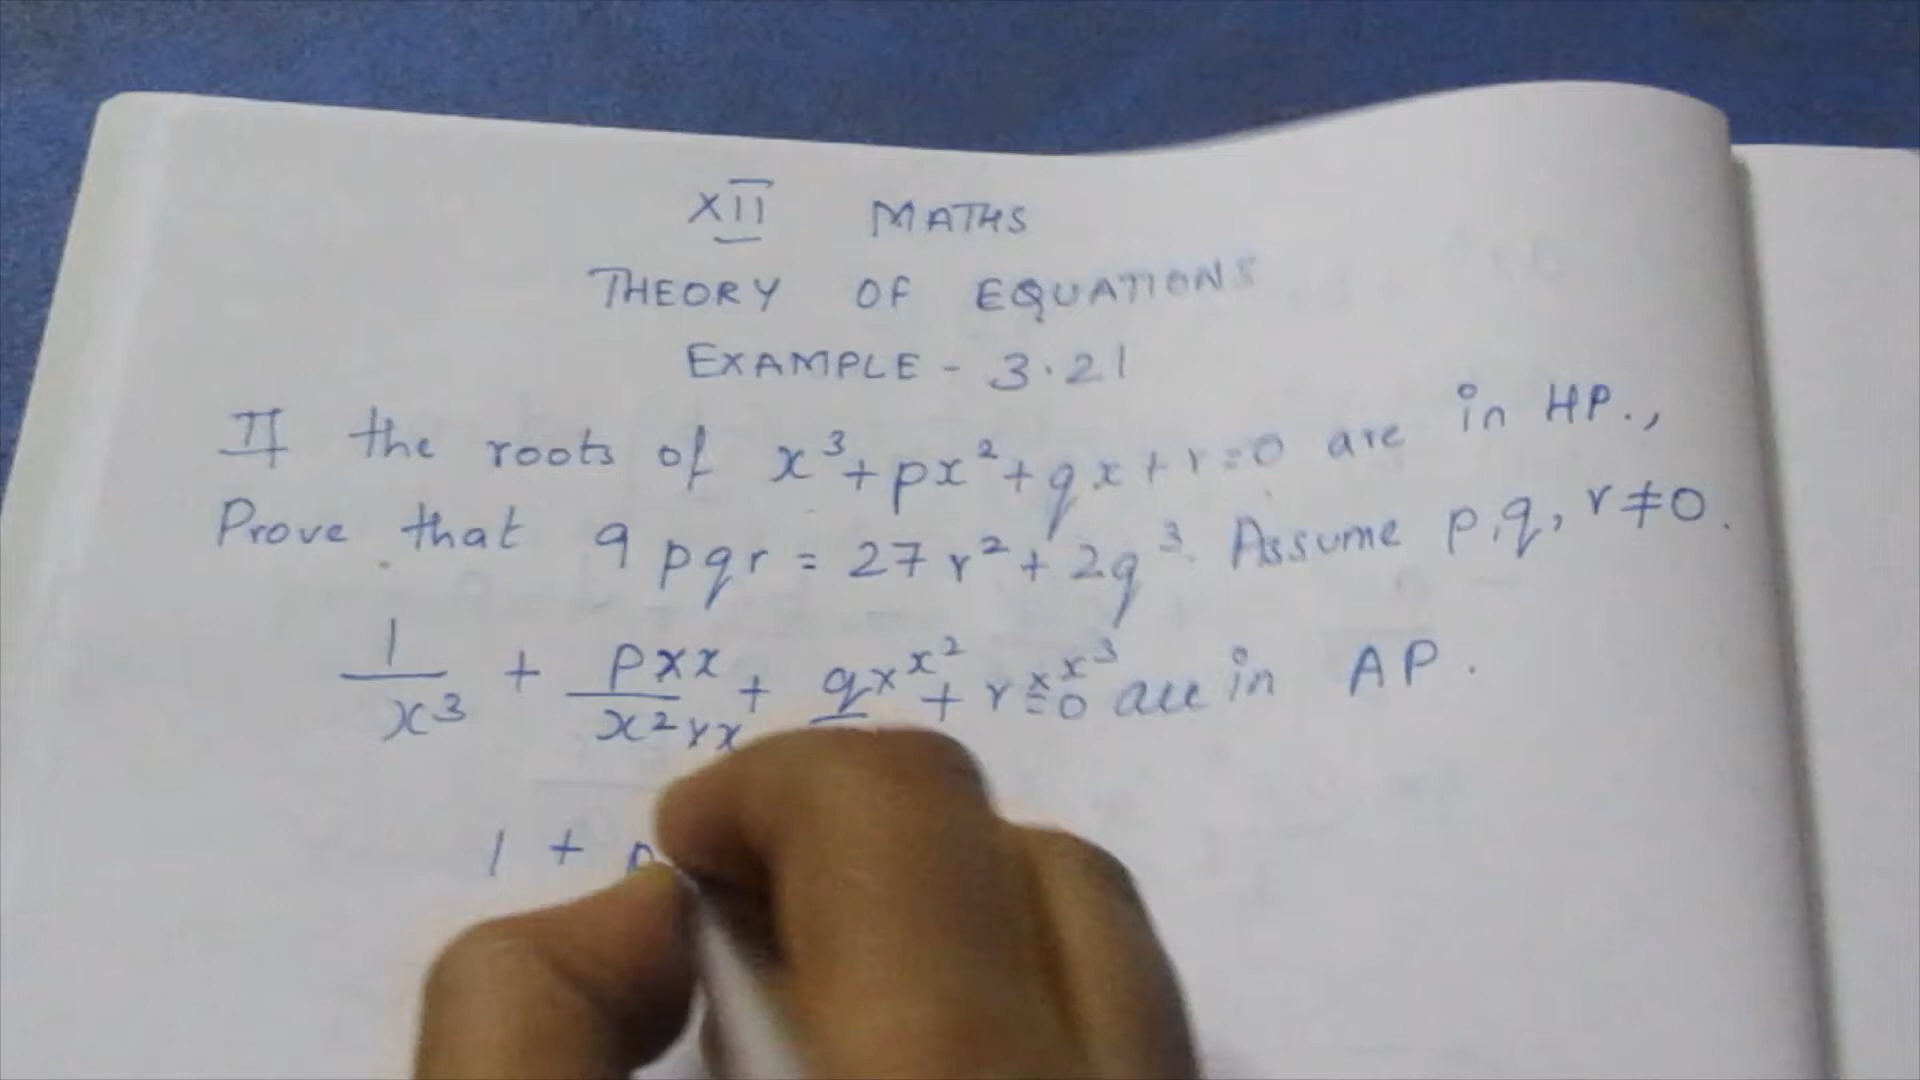 XII MATHS
THEORY OF EQUATIONS
EXAMPLE - 3.21
If the roots of x³+px²+qx+r=0 are in HP.,
Prove that 9pqr = 27r²+2q³. Assume p,q,r≠0.
1/x³ + p×x/x²×x + q×x² + r×x³=0 are in AP.
1 + p